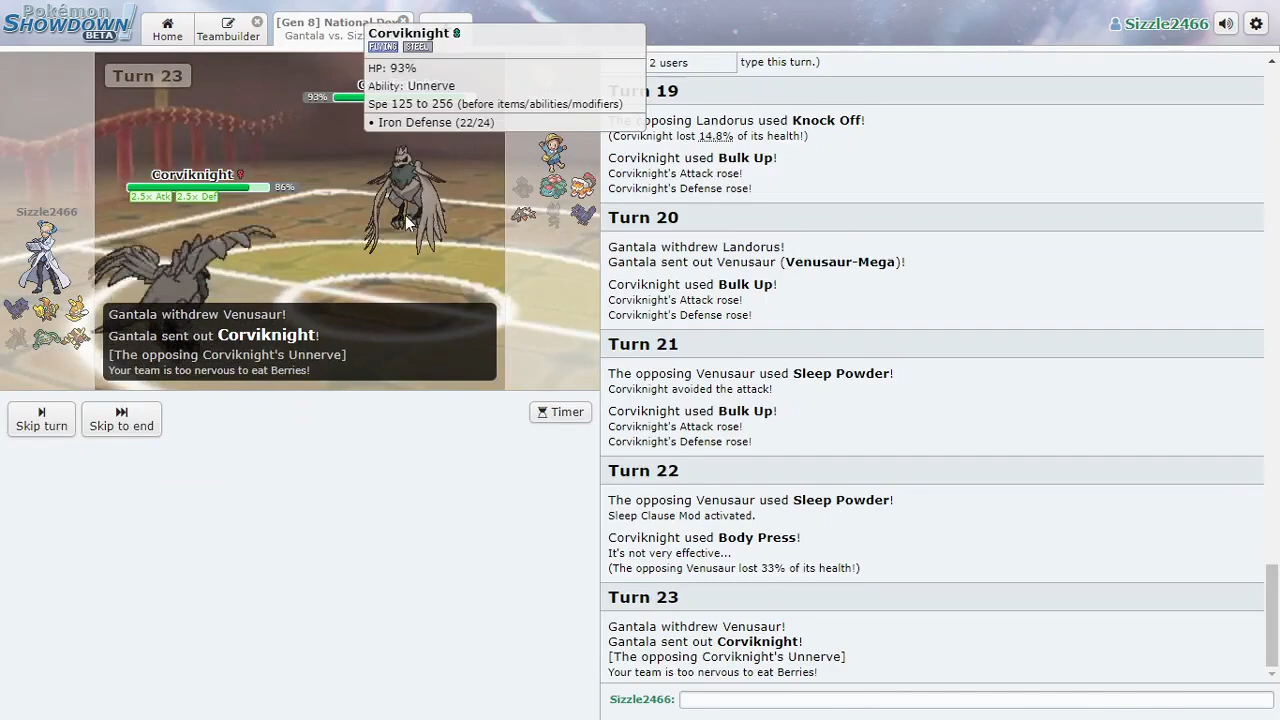 Pokémon
SHOWDOWN
BETA
Home
Teambuilder
[Gen 8] National De
Gantala vs. Siz
Sizzle2466
Corviknight
FLYING STEEL
HP: 93%
Ability: Unnerve
Spe 125 to 256 (before items/abilities/modifiers)
• Iron Defense (22/24)
Turn 23
93%
Corviknight
86%
2.5× Atk 2.5× Def
Sizzle2466
Gantala withdrew Venusaur!
Gantala sent out Corviknight!
[The opposing Corviknight's Unnerve]
Your team is too nervous to eat Berries!
Skip turn
Skip to end
Timer
2 users
type this turn.)
19
The opposing Landorus used Knock Off!
(Corviknight lost 14.8% of its health!)
Corviknight used Bulk Up!
Corviknight's Attack rose!
Corviknight's Defense rose!
Turn 20
Gantala withdrew Landorus!
Gantala sent out Venusaur (Venusaur-Mega)!
Corviknight used Bulk Up!
Corviknight's Attack rose!
Corviknight's Defense rose!
Turn 21
The opposing Venusaur used Sleep Powder!
Corviknight avoided the attack!
Corviknight used Bulk Up!
Corviknight's Attack rose!
Corviknight's Defense rose!
Turn 22
The opposing Venusaur used Sleep Powder!
Sleep Clause Mod activated.
Corviknight used Body Press!
It's not very effective...
(The opposing Venusaur lost 33% of its health!)
Turn 23
Gantala withdrew Venusaur!
Gantala sent out Corviknight!
[The opposing Corviknight's Unnerve]
Your team is too nervous to eat Berries!
Sizzle2466: